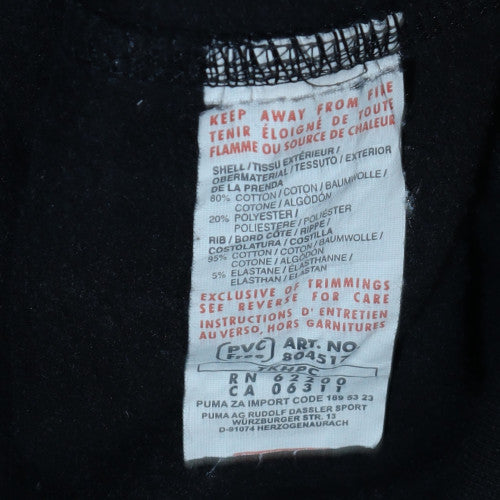 KEEP AWAY FROM FIRE
TENIR ÉLOIGNÉ DE TOUTE
FLAMME OU SOURCE DE CHALEUR
SHELL / TISSU EXTÉRIEUR /
OBERMATERIAL / TESSUTO / EXTERIOR
DE LA PRENDA
80% COTTON / COTON / BAUMWOLLE /
COTONE / ALGODÓN
20% POLYESTER /
POLIESTERE / POLIÉSTER
RIB / BORD CÔTE / RIPPE /
COSTOLATURA / COSTILLA
95% COTTON / COTON / BAUMWOLLE /
COTONE / ALGODÓN
5% ELASTANE / ELASTHANNE /
ELASTHAN / ELASTAN
EXCLUSIVE OF TRIMMINGS
SEE REVERSE FOR CARE
INSTRUCTIONS D' ENTRETIEN
AU VERSO, HORS GARNITURES
PVC Free ART. NO.
804517
TKHPC
RN 62200
CA 06311
PUMA ZA IMPORT CODE 189 53 23
PUMA AG RUDOLF DASSLER SPORT
WÜRZBURGER STR. 13
D-91074 HERZOGENAURACH